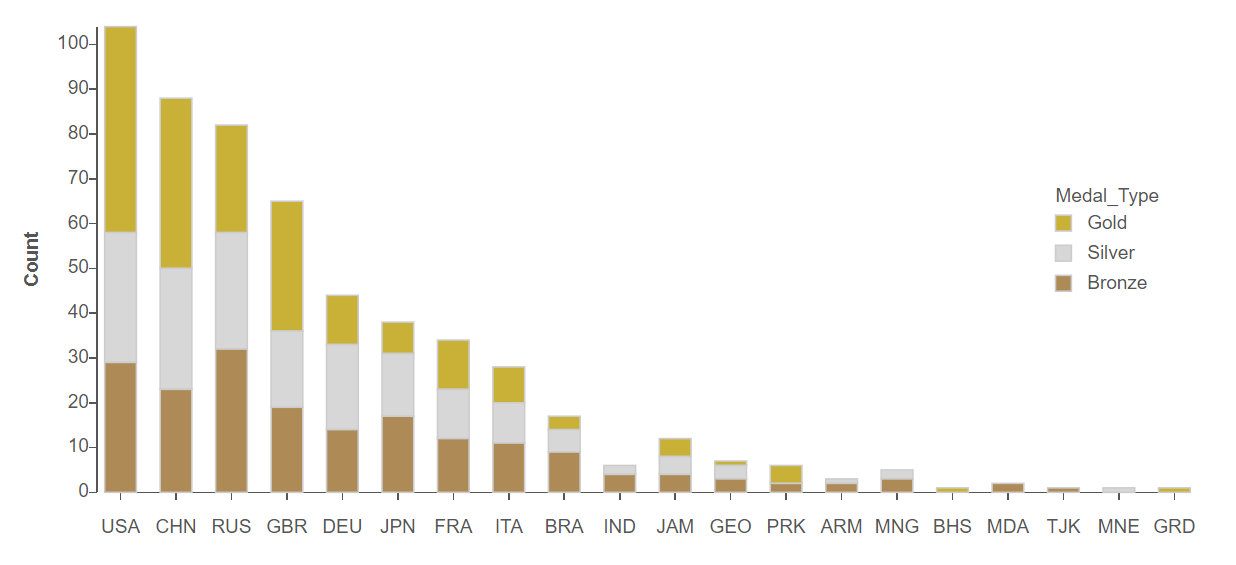 Count
100
90
80
70
60
50
40
30
20
10
0
USA CHN RUS GBR DEU JPN FRA ITA BRA IND JAM GEO PRK ARM MNG BHS MDA TJK MNE GRD
Medal_Type
Gold
Silver
Bronze